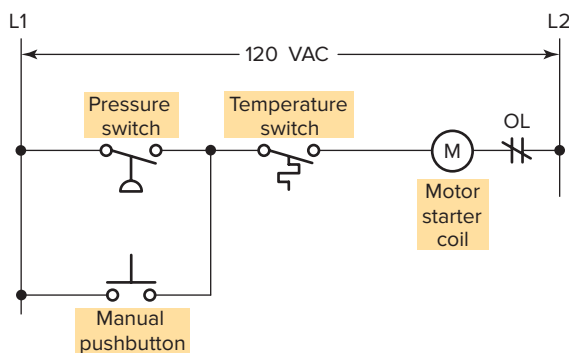 L1
L2
120 VAC
Pressure
switch
Temperature
switch
OL
M
Motor
starter
coil
Manual
pushbutton